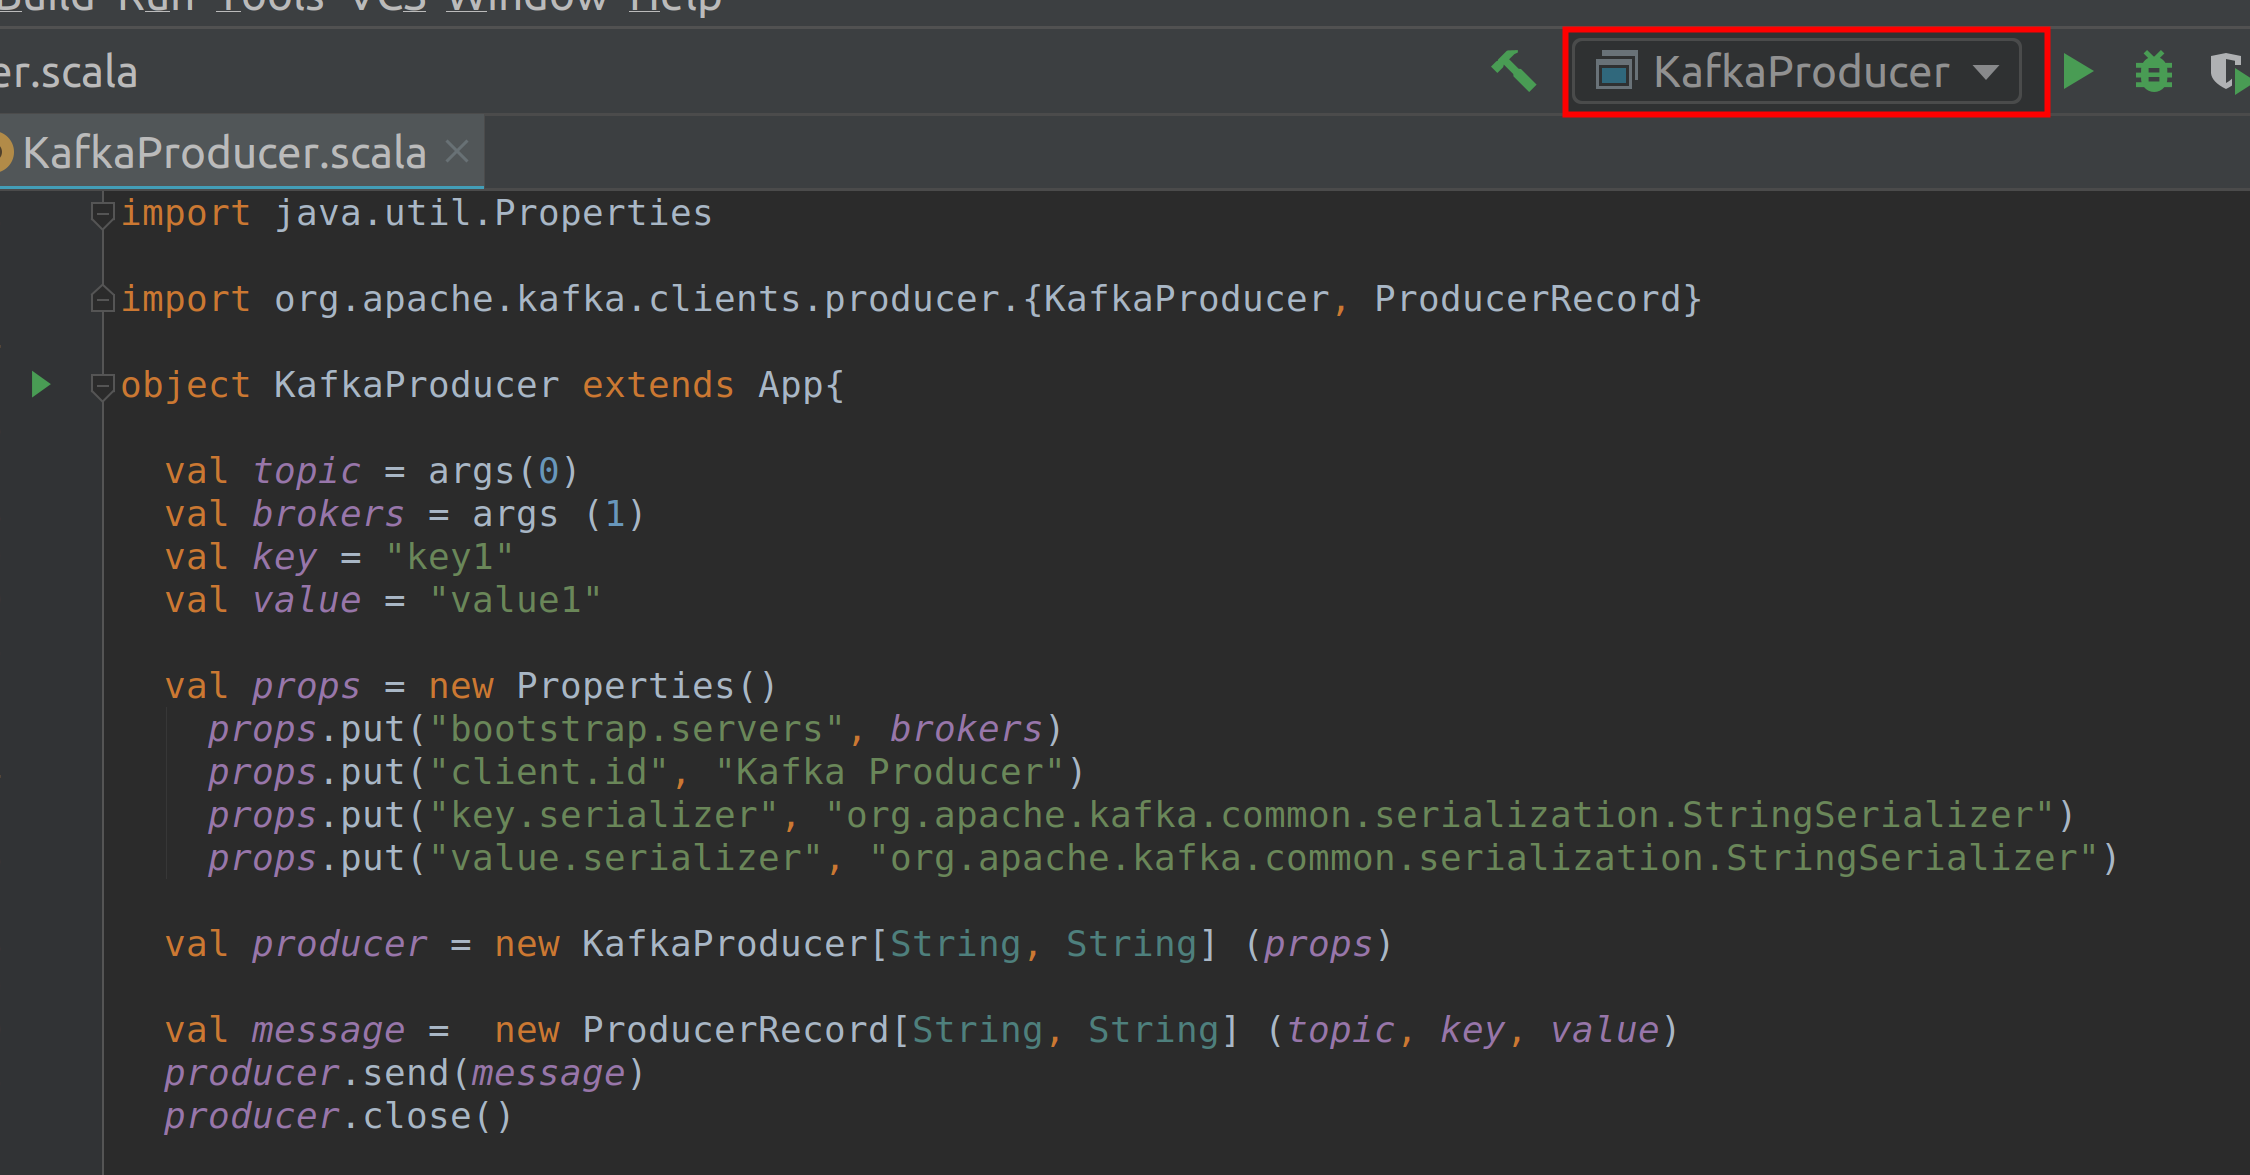 Build Run Tools VCS Window Help
er.scala
KafkaProducer
KafkaProducer.scala
import java.util.Properties
import org.apache.kafka.clients.producer.{KafkaProducer, ProducerRecord}
object KafkaProducer extends App{
val topic = args(0)
val brokers = args (1)
val key = "key1"
val value = "value1"
val props = new Properties()
props.put("bootstrap.servers", brokers)
props.put("client.id", "Kafka Producer")
props.put("key.serializer", "org.apache.kafka.common.serialization.StringSerializer")
props.put("value.serializer", "org.apache.kafka.common.serialization.StringSerializer")
val producer = new KafkaProducer[String, String] (props)
val message =  new ProducerRecord[String, String] (topic, key, value)
producer.send(message)
producer.close()